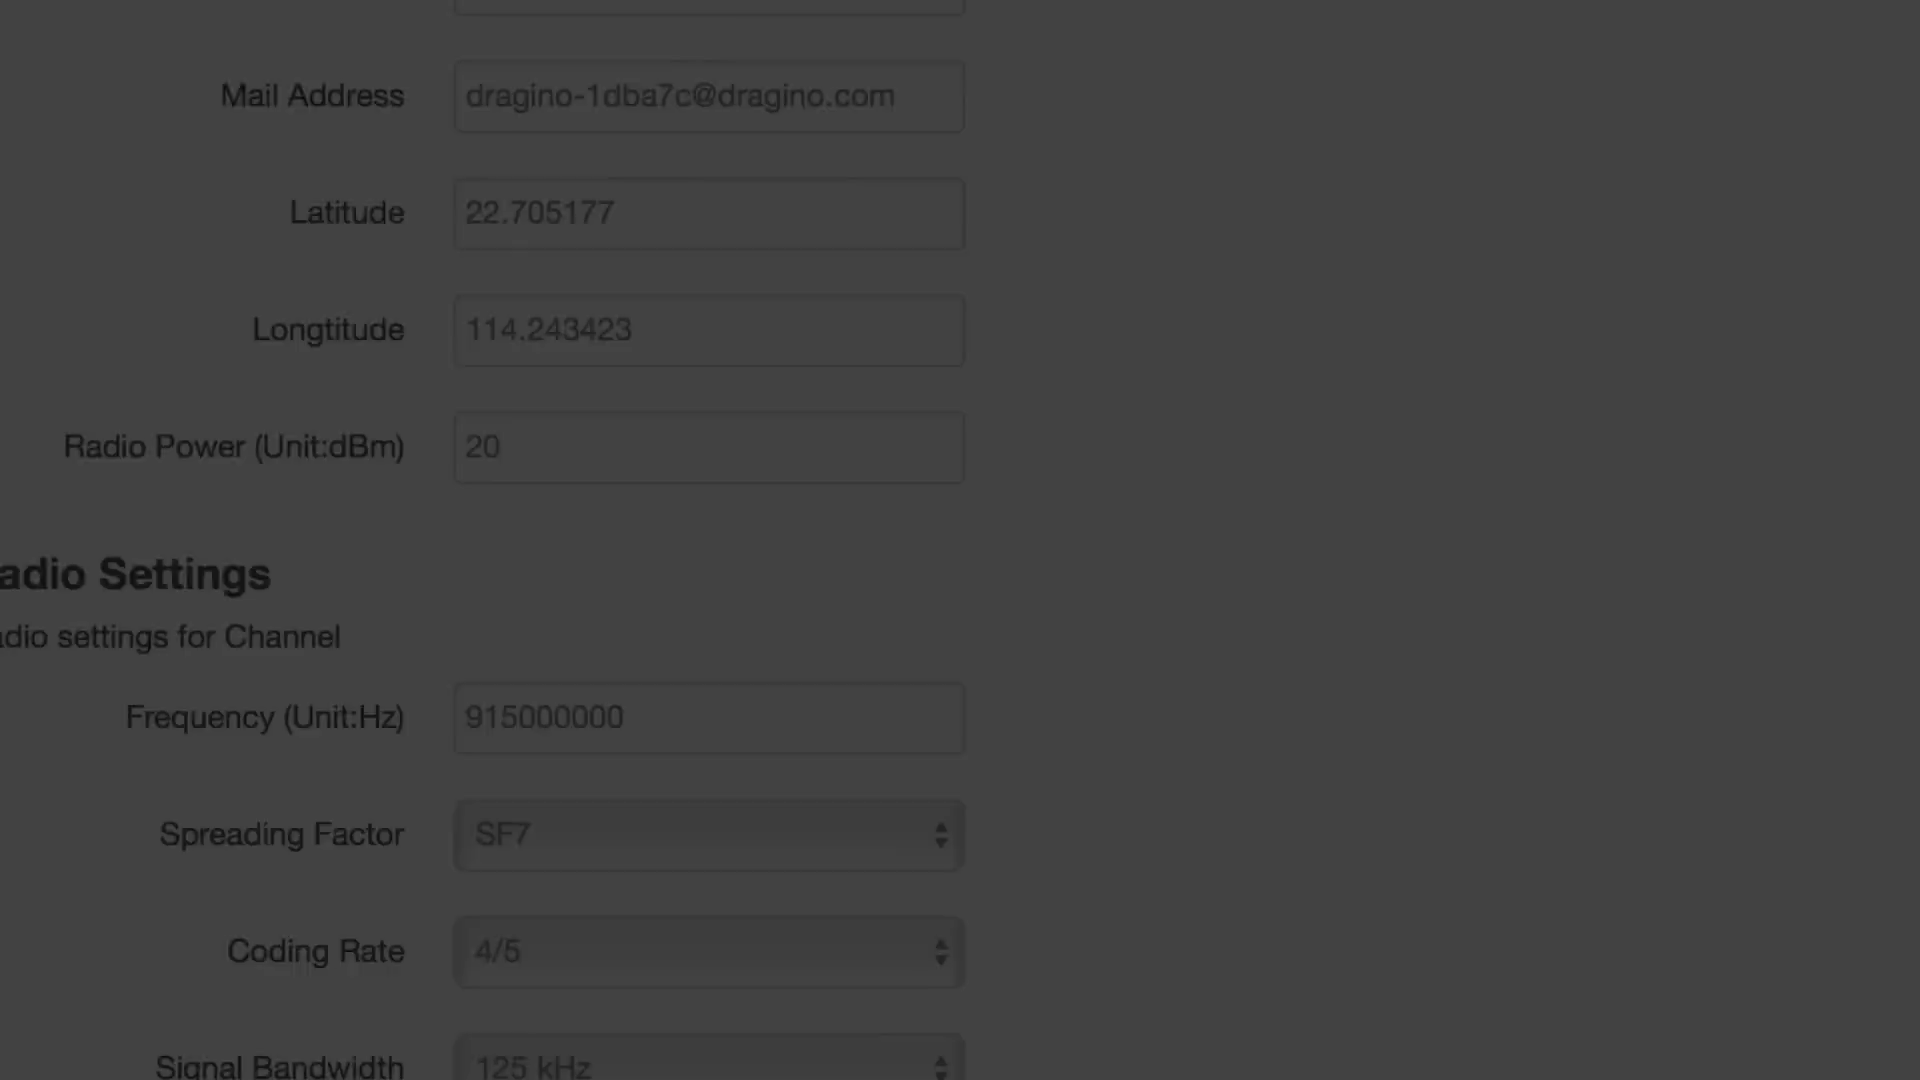 Mail Address dragino-1dba7c@dragino.com
Latitude 22.705177
Longtitude 114.243423
Radio Power (Unit:dBm) 20
adio Settings
adio settings for Channel
Frequency (Unit:Hz) 915000000
Spreading Factor SF7
Coding Rate 4/5
Signal Bandwidth 125 kHz